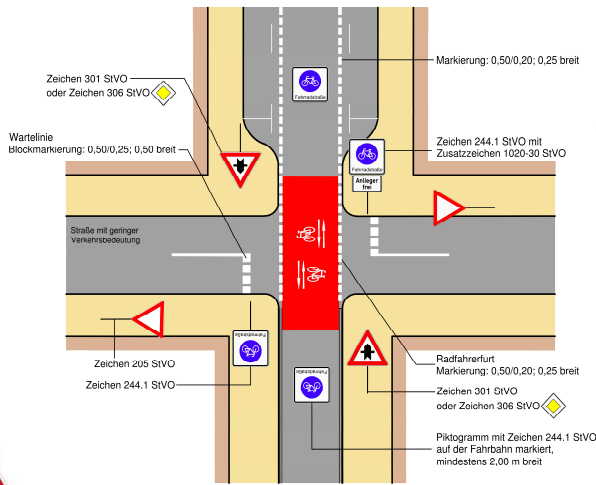 Fahrradstraße
Markierung: 0,50/0,20; 0,25 breit
Zeichen 301 StVO
oder Zeichen 306 StVO
Wartelinie
Blockmarkierung: 0,50/0,25; 0,50 breit
Zeichen 244.1 StVO mit
Zusatzzeichen 1020-30 StVO
Fahrradstraße
Anlieger
frei
Straße mit geringer
Verkehrsbedeutung
Fahrradstraße
Zeichen 205 StVO
Zeichen 244.1 StVO
Radfahrerfurt
Markierung: 0,50/0,20; 0,25 breit
Fahrradstraße
Zeichen 301 StVO
oder Zeichen 306 StVO
Piktogramm mit Zeichen 244.1 StVO
auf der Fahrbahn markiert,
mindestens 2,00 m breit